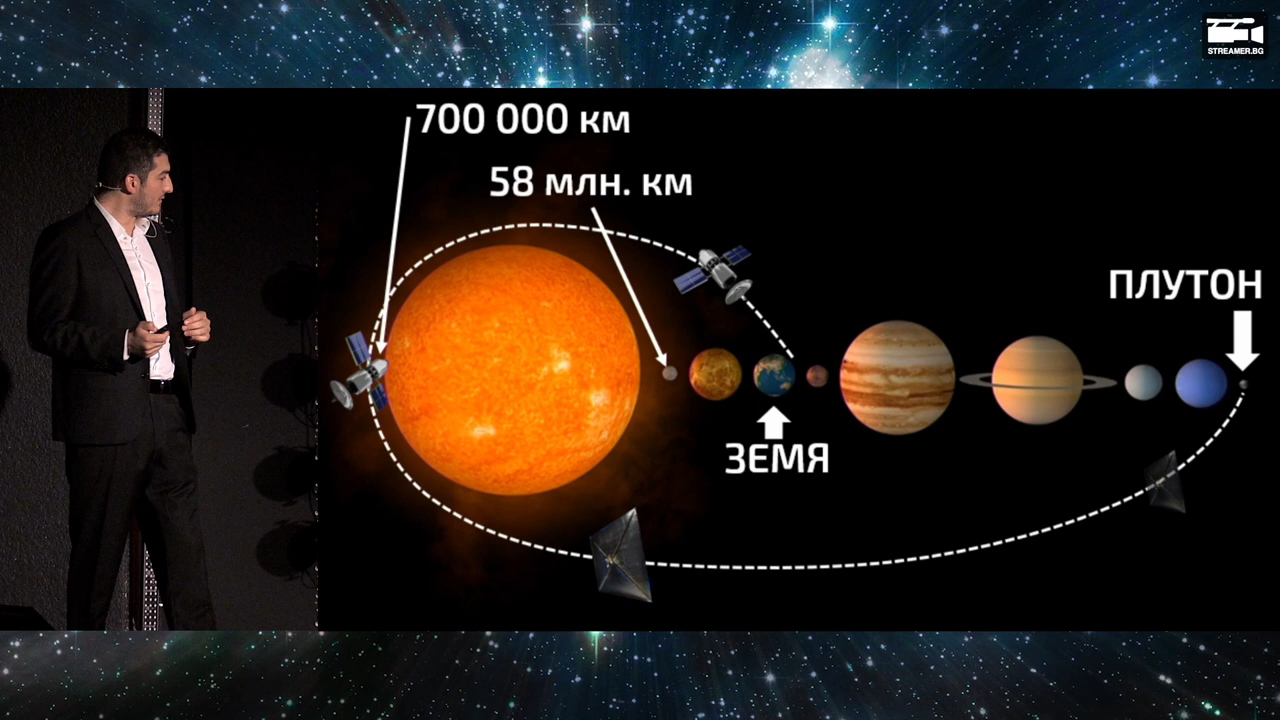 STREAMER.BG
700 000 км
58 млн. км
ПЛУТОН
ЗЕМЯ